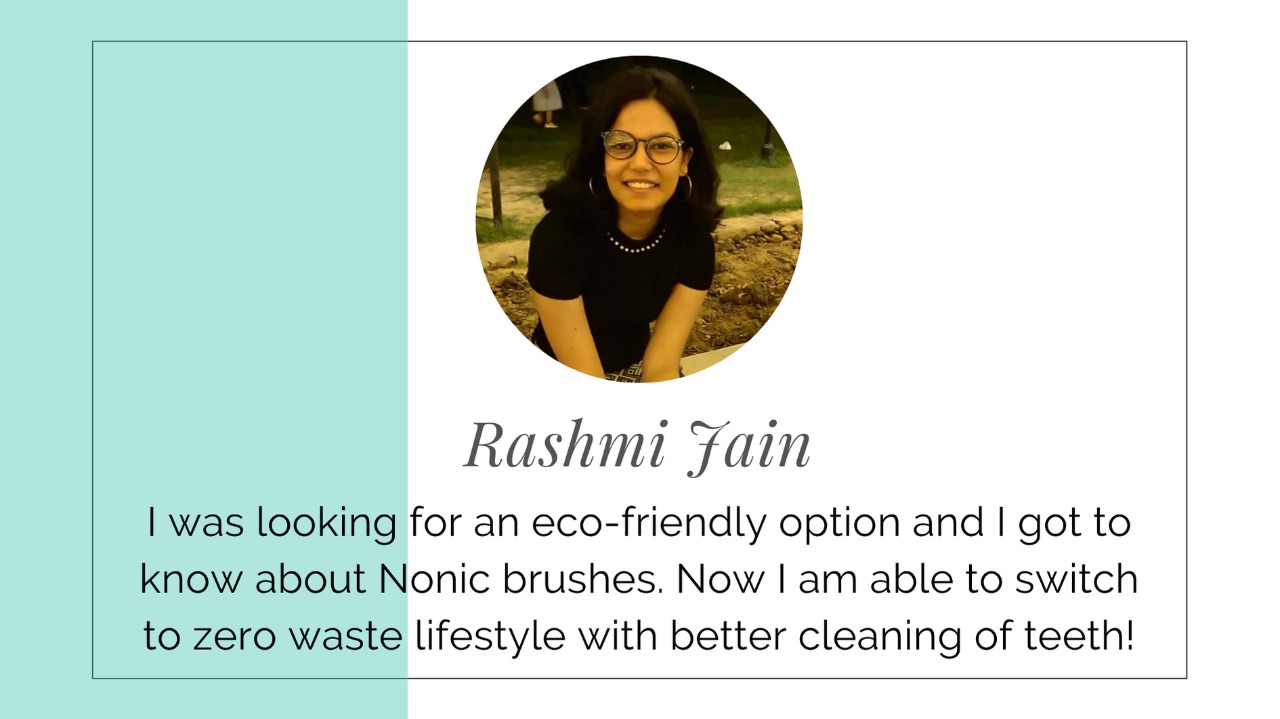 Rashmi Jain
I was looking for an eco-friendly option and I got to
know about Nonic brushes. Now I am able to switch
to zero waste lifestyle with better cleaning of teeth!